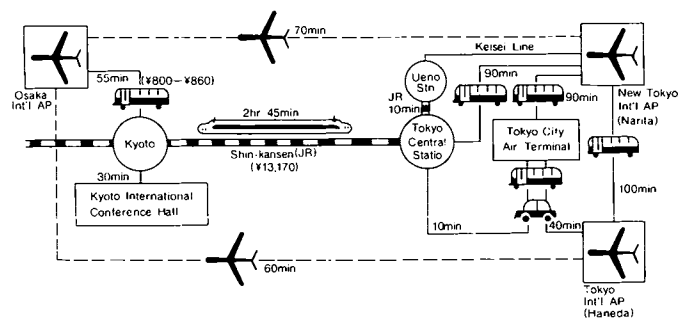 70min
Keisei Line
Ueno
Stn
90min
55min
(¥800–¥860)
Osaka
Int'l AP
JR
10min
90min
New Tokyo
Int'l AP
(Narita)
2hr 45min
Kyoto
Tokyo
Central
Statio
Tokyo City
Air Terminal
Shin-kansen(JR)
(¥13,170)
30min
Kyoto International
Conference Hall
100min
10min
40min
60min
Tokyo
Int'l AP
(Haneda)